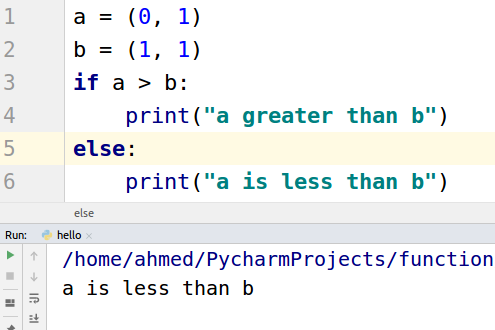 1 a = (0, 1)
2 b = (1, 1)
3 if a > b:
4     print("a greater than b")
5 else:
6     print("a is less than b")
else
Run: hello ×
/home/ahmed/PycharmProjects/function
a is less than b